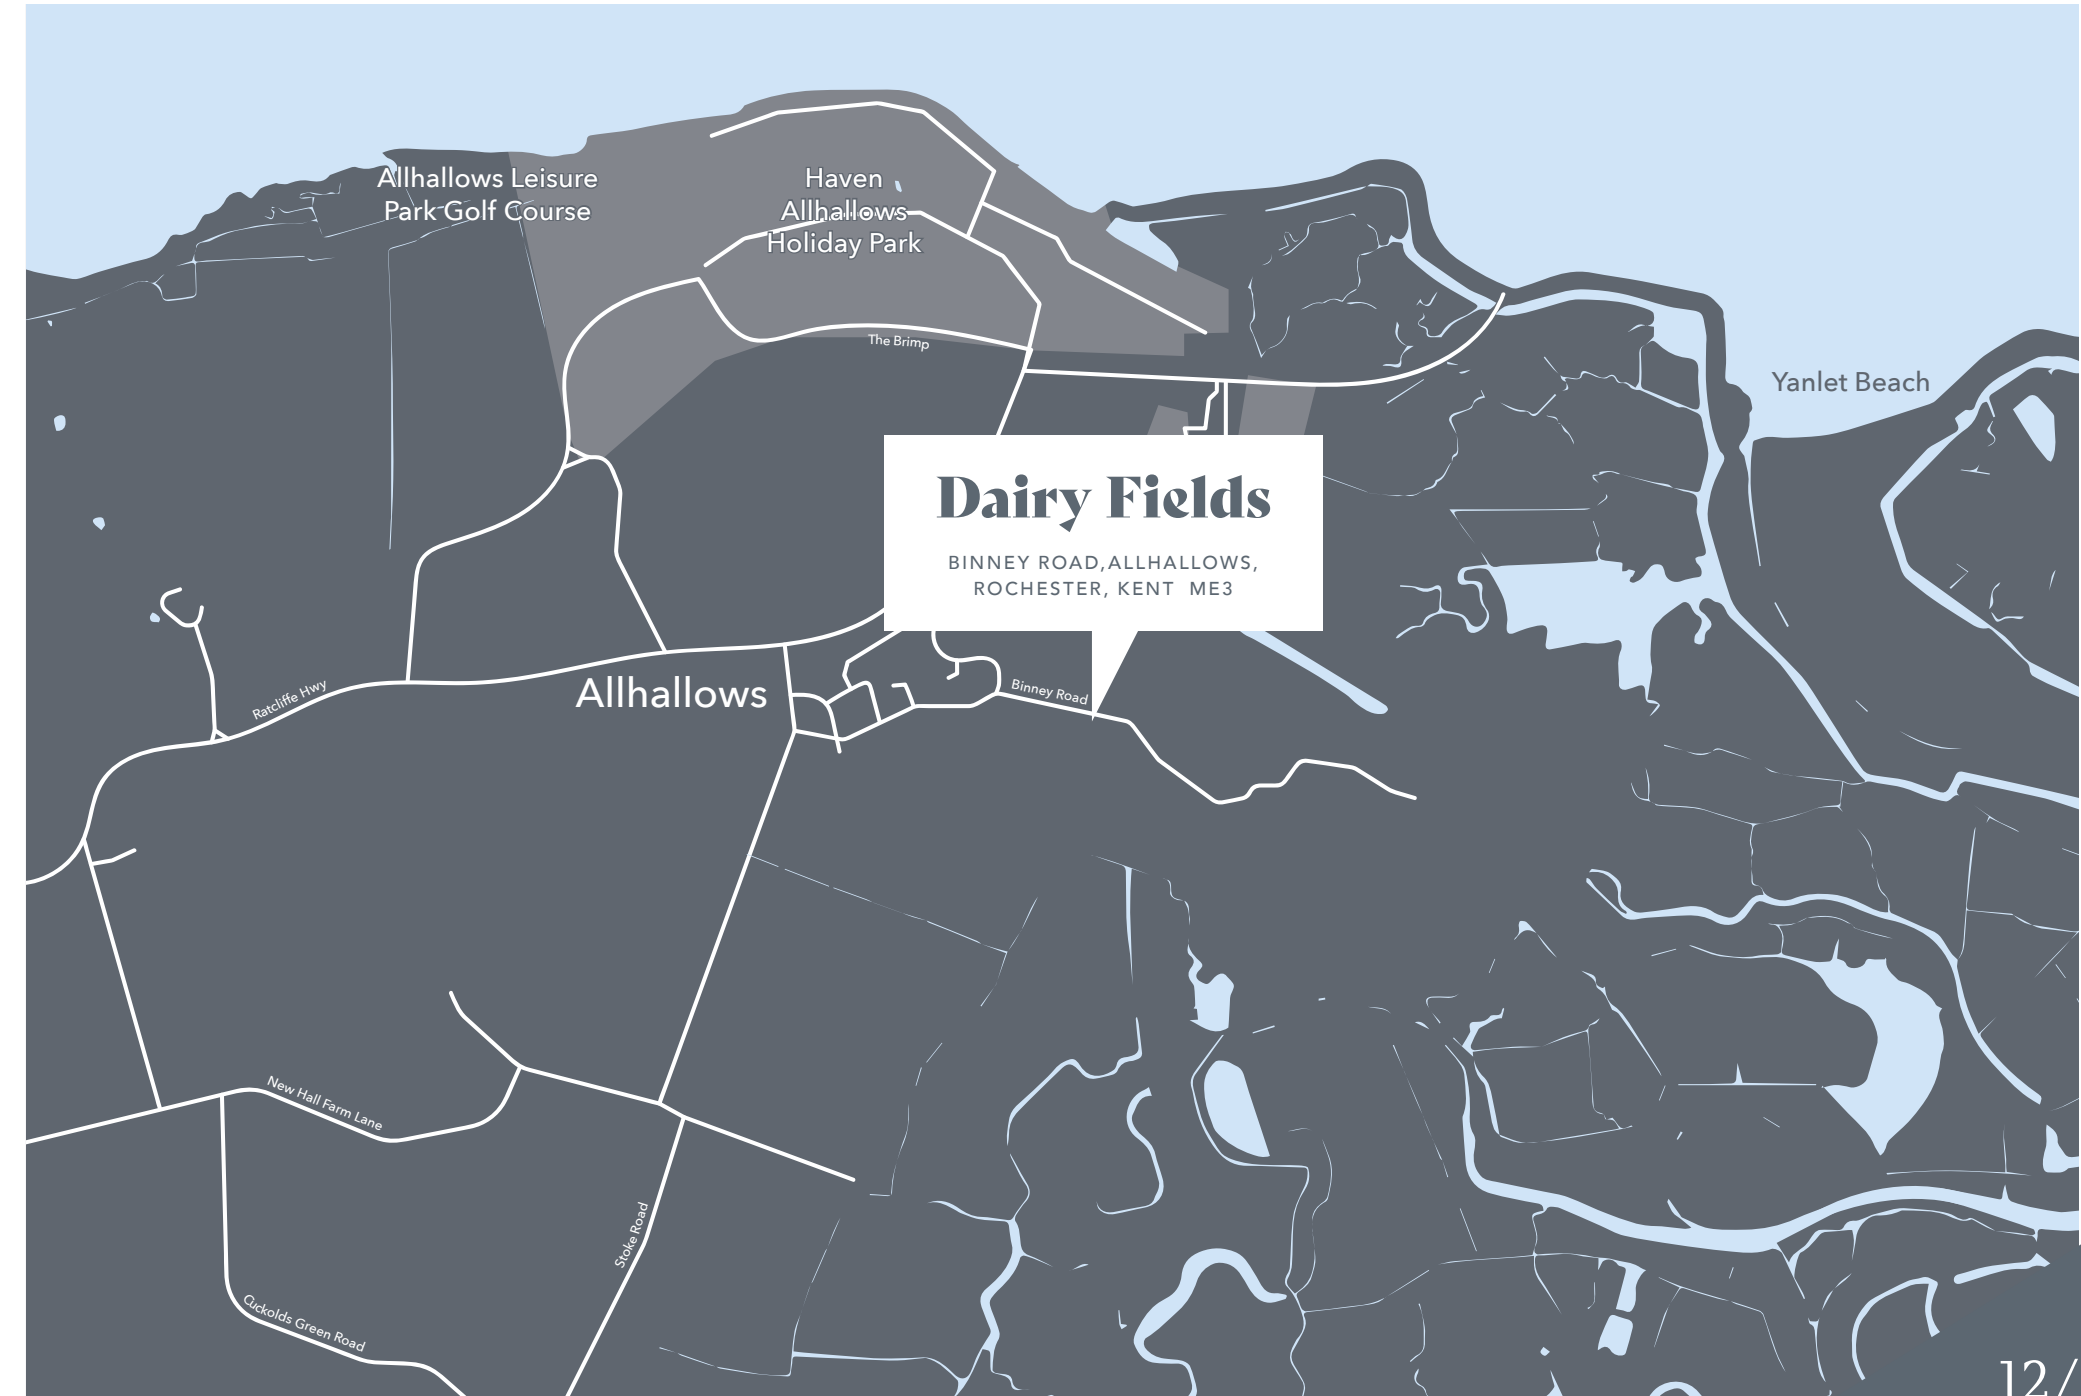 Allhallows Leisure
Park Golf Course
Haven
Allhallows
Holiday Park
The Brimp
Yanlet Beach
Dairy Fields
BINNEY ROAD,ALLHALLOWS,
ROCHESTER, KENT  ME3
Ratcliffe Hwy
Allhallows
Binney Road
New Hall Farm Lane
Stoke Road
Cuckolds Green Road
12/